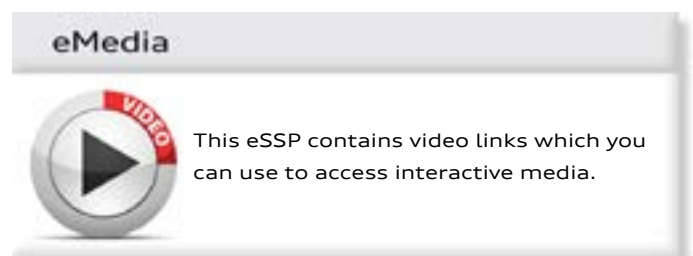 eMedia
VIDEO
This eSSP contains video links which you
can use to access interactive media.